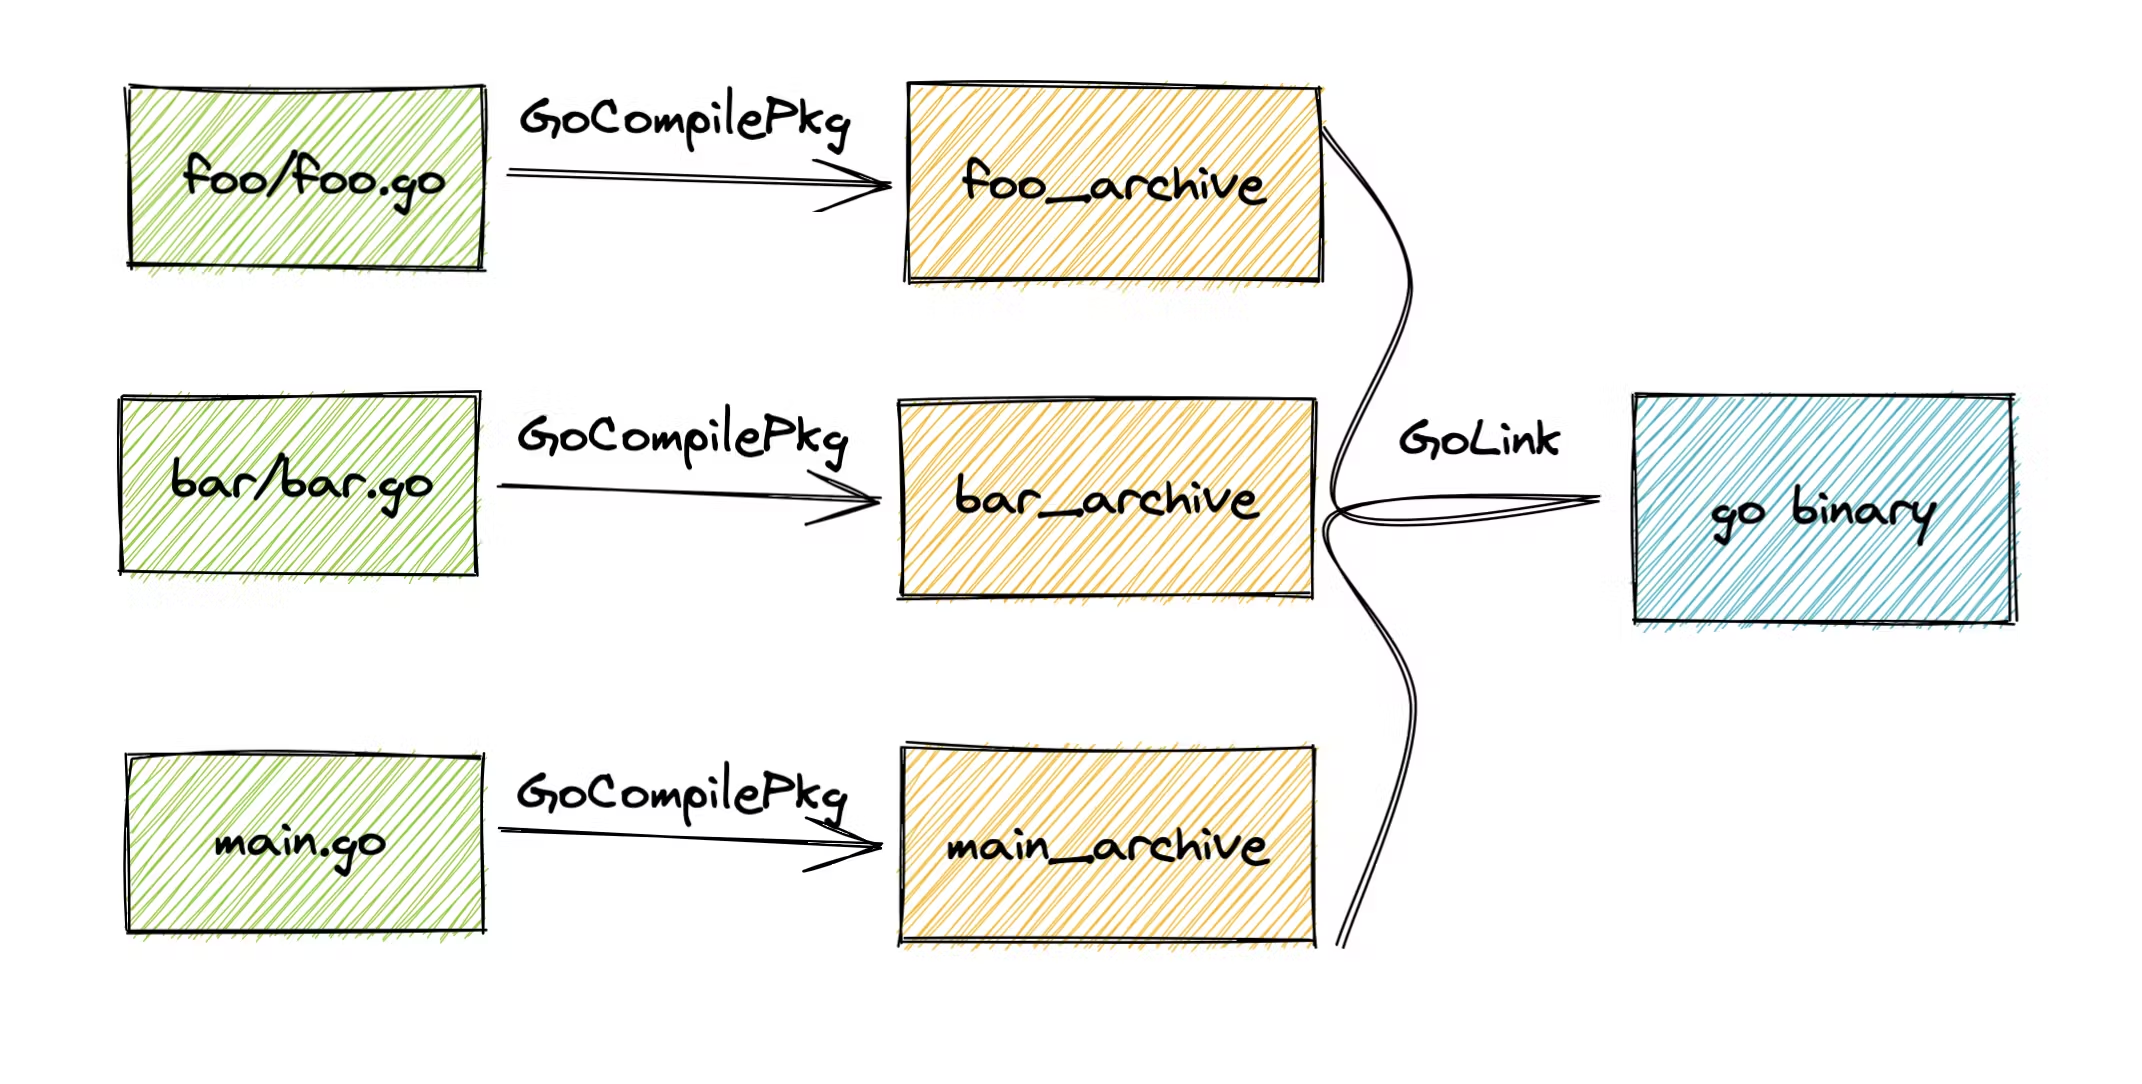 foo/foo.go
GoCompilePkg
foo_archive
bar/bar.go
GoCompilePkg
bar_archive
GoLink
go binary
main.go
GoCompilePkg
main_archive